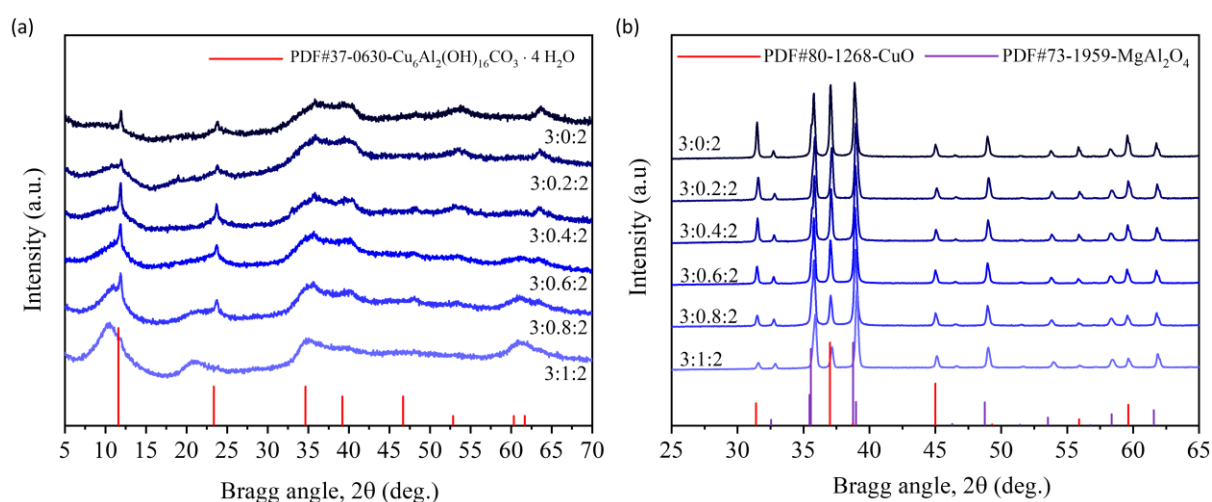 (a)
PDF#37-0630-Cu₆Al₂(OH)₁₆CO₃ · 4 H₂O
3:0:2
3:0.2:2
3:0.4:2
3:0.6:2
3:0.8:2
3:1:2
Intensity (a.u.)
5 10 15 20 25 30 35 40 45 50 55 60 65 70
Bragg angle, 2θ (deg.)
(b)
PDF#80-1268-CuO PDF#73-1959-MgAl₂O₄
3:0:2
3:0.2:2
3:0.4:2
3:0.6:2
3:0.8:2
3:1:2
Intensity (a.u)
25 30 35 40 45 50 55 60 65
Bragg angle, 2θ (deg.)